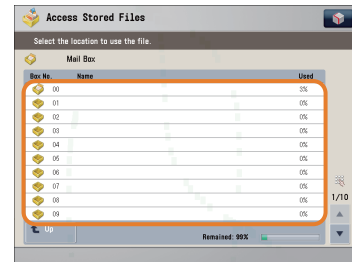 Access Stored Files
Select the location to use the file.
Mail Box
Box No. Name Used
00 3%
01 0%
02 0%
03 0%
04 0%
05 0%
06 0%
07 0%
08 0%
09 0%
1/10
Up
Remained: 99%